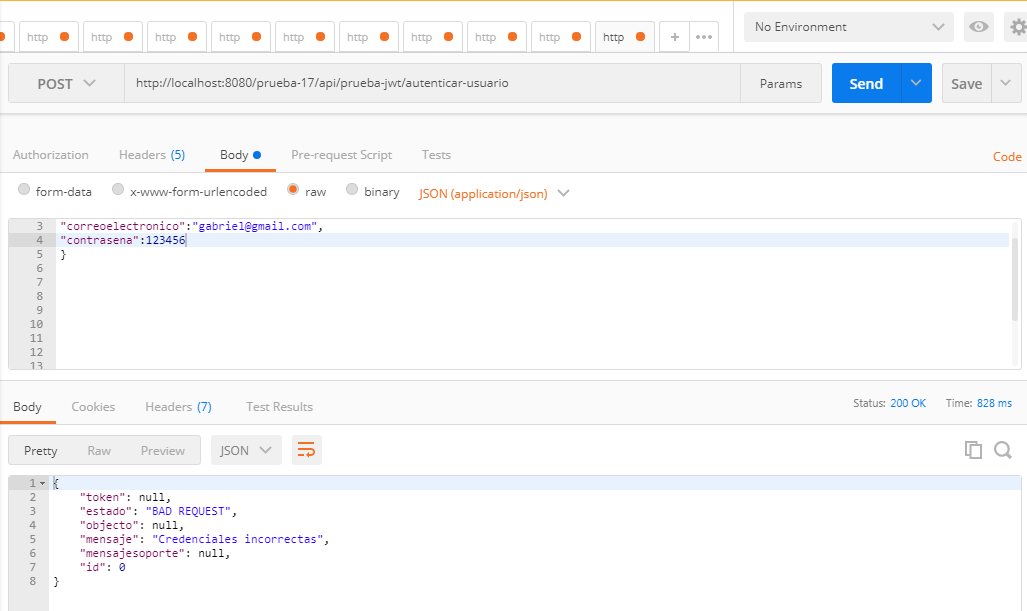 http http http http http http http http http http + ••• No Environment
POST http://localhost:8080/prueba-17/api/prueba-jwt/autenticar-usuario Params Send Save
Authorization Headers (5) Body Pre-request Script Tests Code
form-data x-www-form-urlencoded raw binary JSON (application/json)
3 "correoelectronico":"gabriel@gmail.com",
4 "contrasena":123456
5 }
6
7
8
9
10
11
12
13
Body Cookies Headers (7) Test Results Status: 200 OK Time: 828 ms
Pretty Raw Preview JSON
1 {
2 "token": null,
3 "estado": "BAD REQUEST",
4 "objecto": null,
5 "mensaje": "Credenciales incorrectas",
6 "mensajesoporte": null,
7 "id": 0
8 }